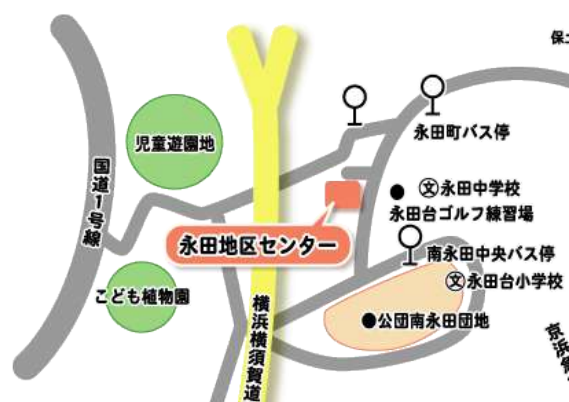 保土
永田町バス停
児童遊園地
国道1号線
文永田中学校
永田台ゴルフ練習場
永田地区センター
南永田中央バス停
文永田台小学校
こども植物園
横浜横須賀道
公団南永田団地
京浜急